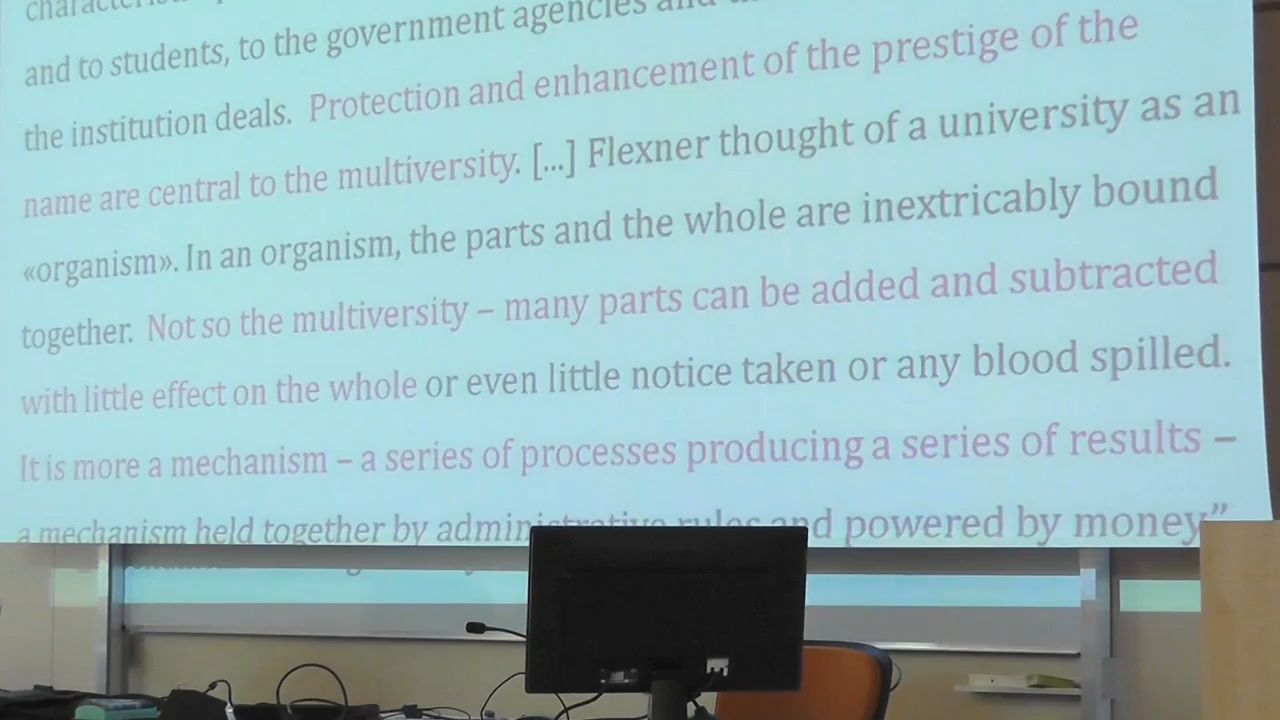 and to students, to the government agencies and
the institution deals. Protection and enhancement of the prestige of the
name are central to the multiversity. [...] Flexner thought of a university as an
«organism». In an organism, the parts and the whole are inextricably bound
together. Not so the multiversity – many parts can be added and subtracted
with little effect on the whole or even little notice taken or any blood spilled.
It is more a mechanism – a series of processes producing a series of results –
a mechanism held together by administrative rules and powered by money”